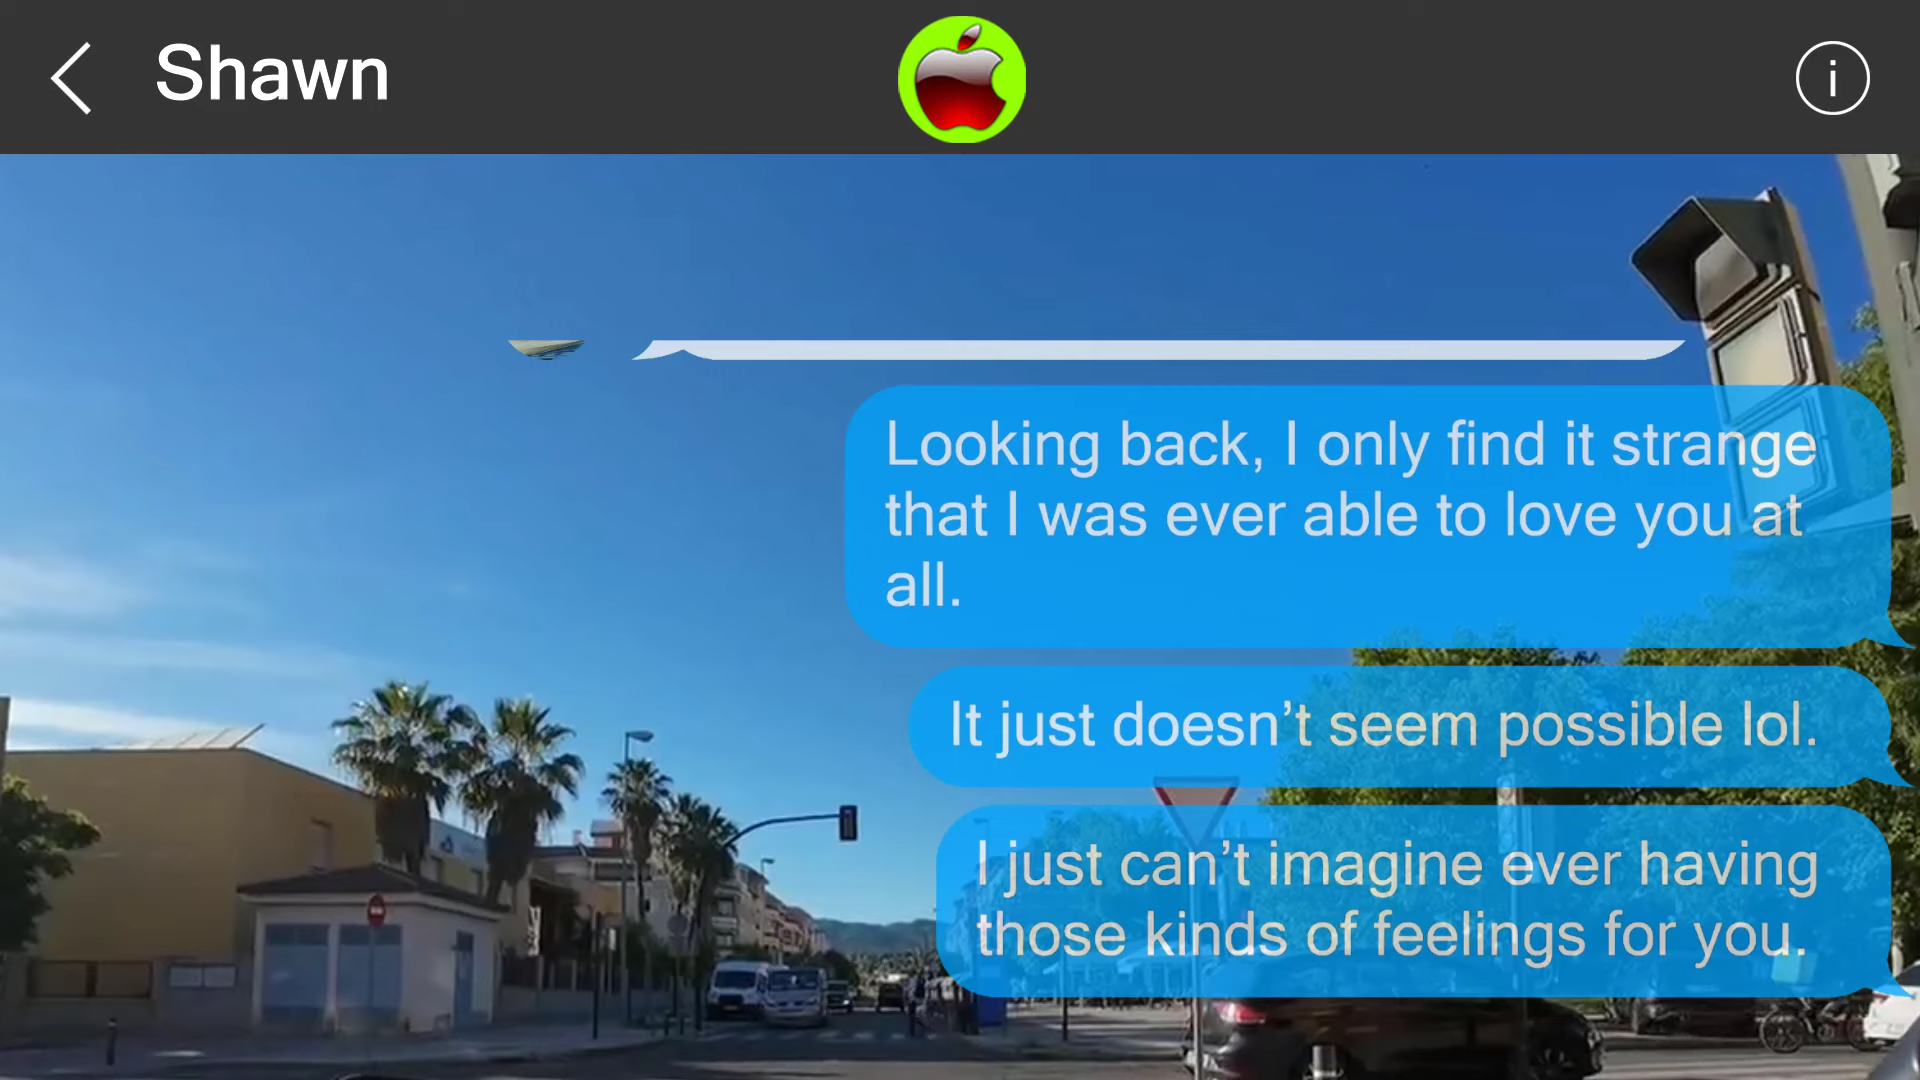 Shawn
i
Looking back, I only find it strange
that I was ever able to love you at
all.
It just doesn’t seem possible lol.
I just can’t imagine ever having
those kinds of feelings for you.